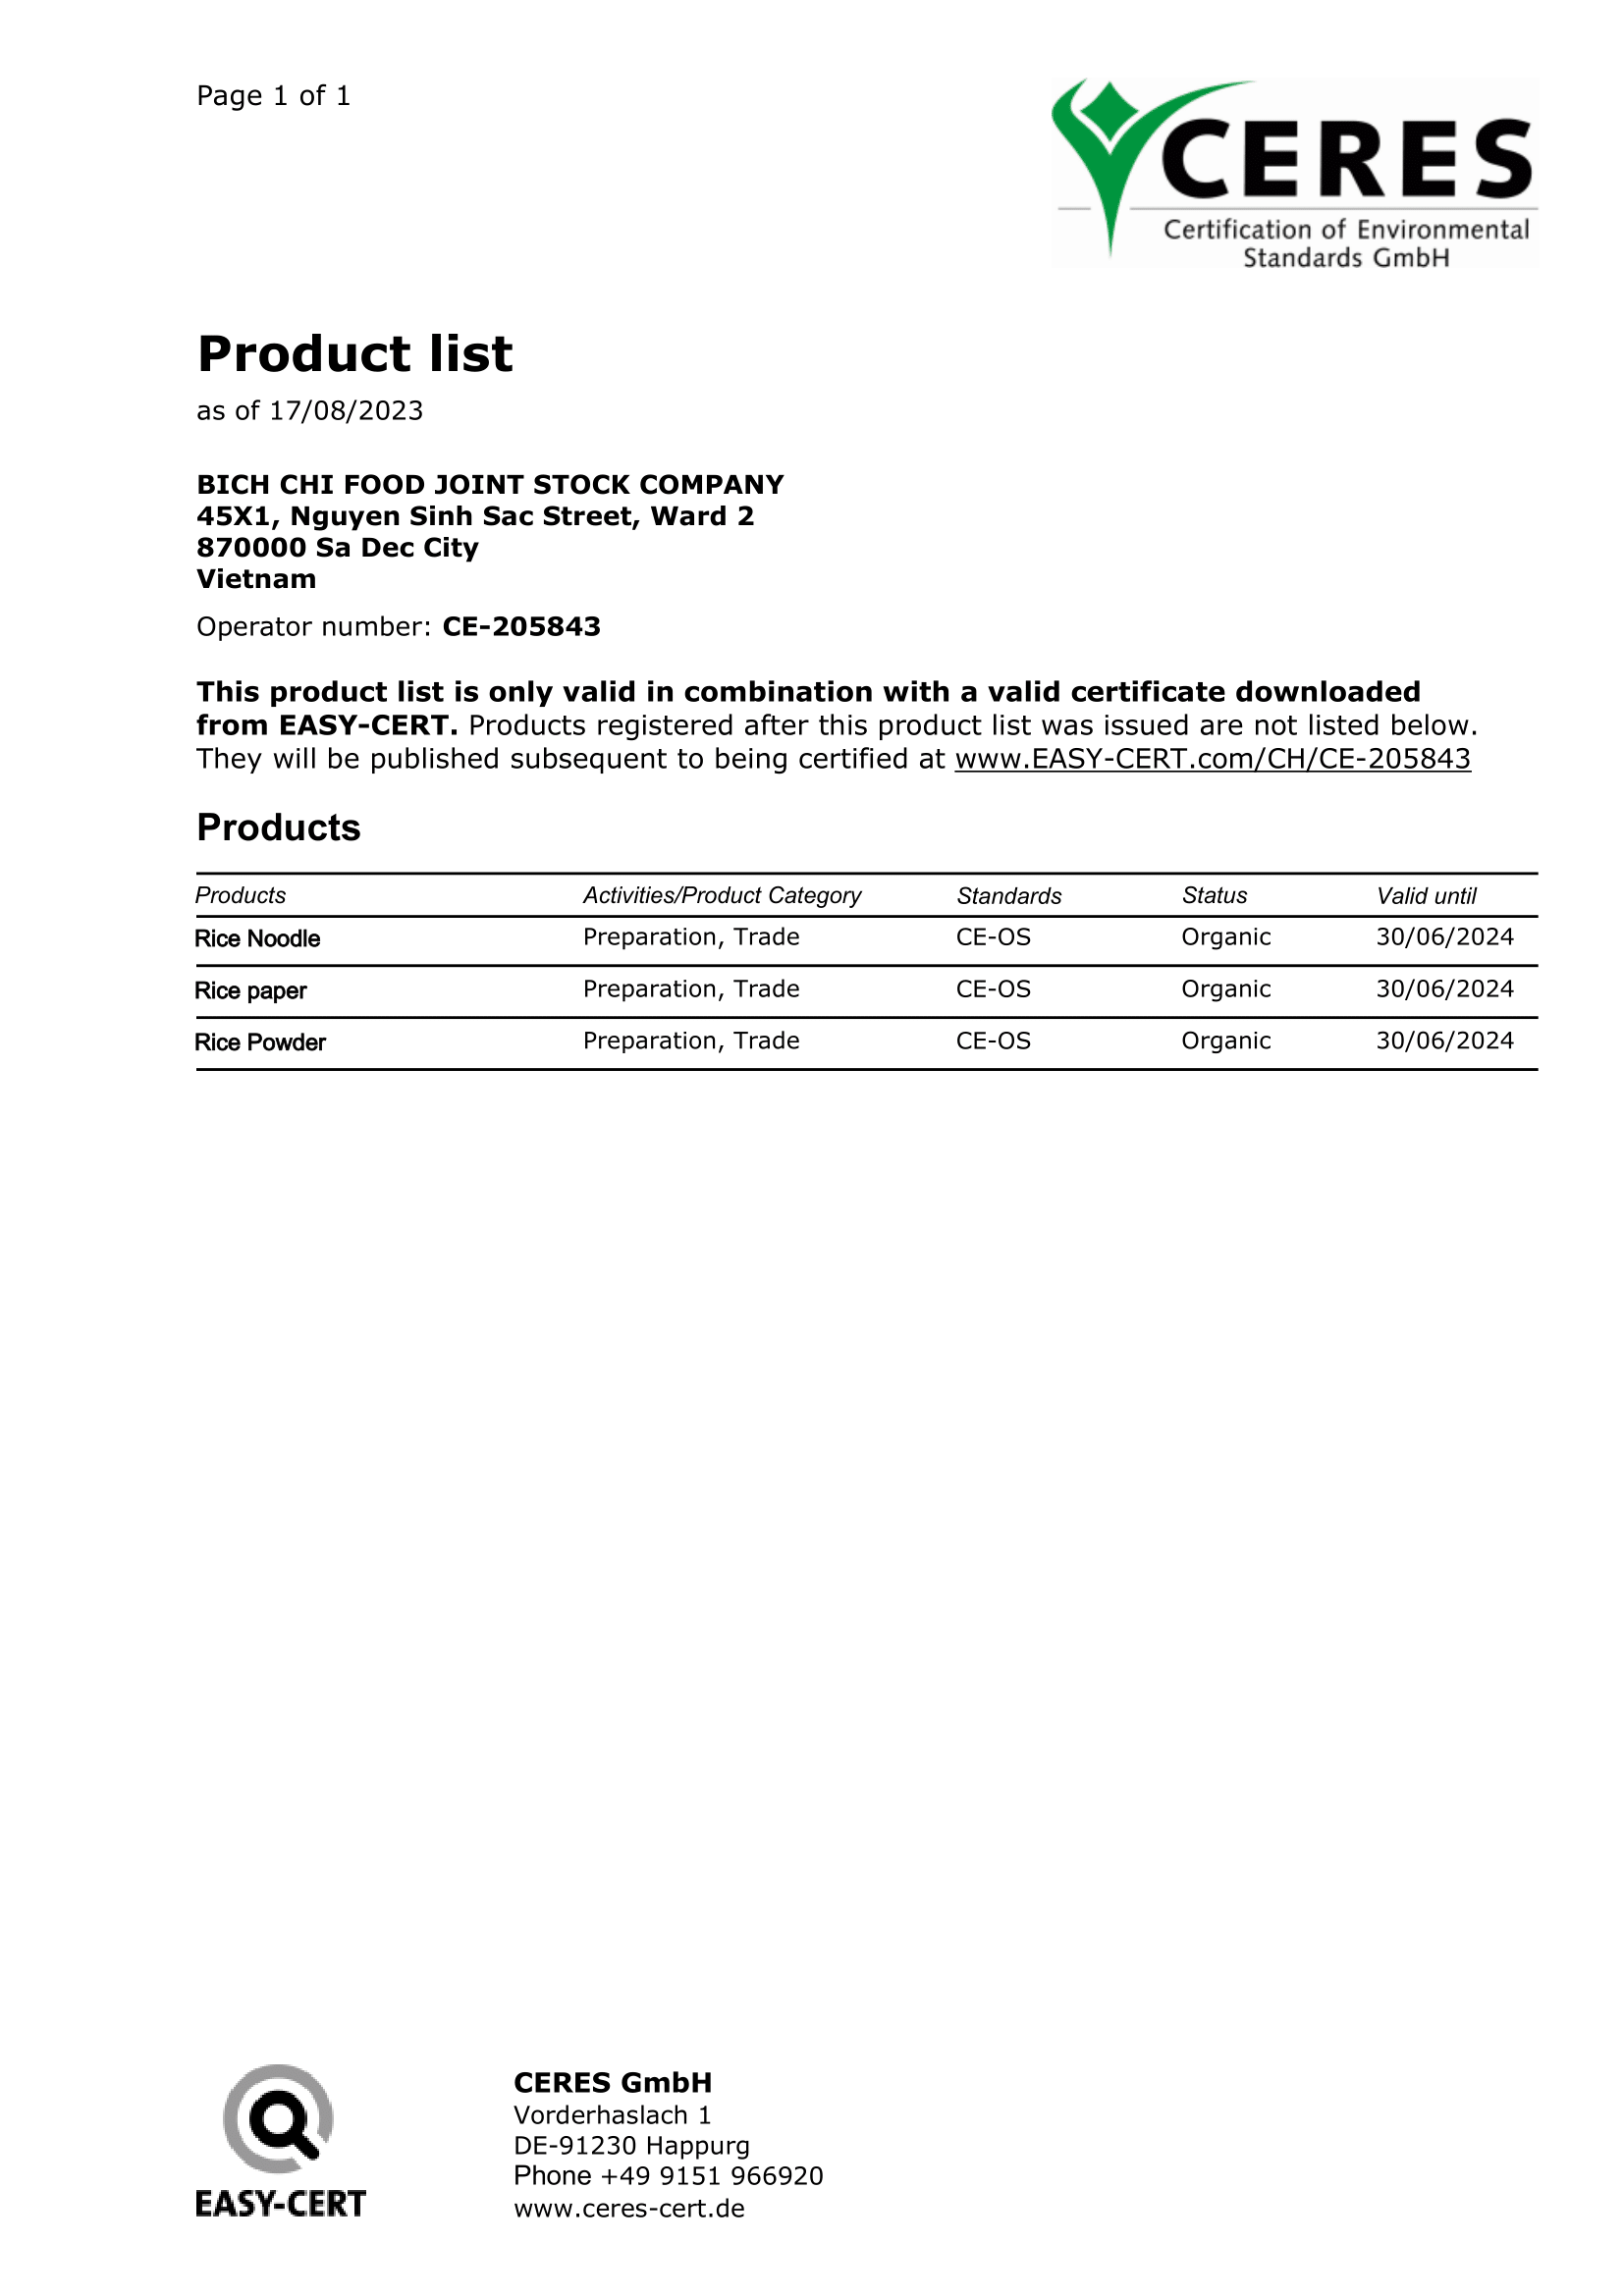 Page 1 of 1
CERES
Certification of Environmental
Standards GmbH
Product list
as of 17/08/2023
BICH CHI FOOD JOINT STOCK COMPANY
45X1, Nguyen Sinh Sac Street, Ward 2
870000 Sa Dec City
Vietnam
Operator number: CE-205843
This product list is only valid in combination with a valid certificate downloaded
from EASY-CERT. Products registered after this product list was issued are not listed below.
They will be published subsequent to being certified at www.EASY-CERT.com/CH/CE-205843
Products
Products Activities/Product Category Standards Status Valid until
Rice Noodle Preparation, Trade CE-OS Organic 30/06/2024
Rice paper Preparation, Trade CE-OS Organic 30/06/2024
Rice Powder Preparation, Trade CE-OS Organic 30/06/2024
EASY-CERT
CERES GmbH
Vorderhaslach 1
DE-91230 Happurg
Phone +49 9151 966920
www.ceres-cert.de